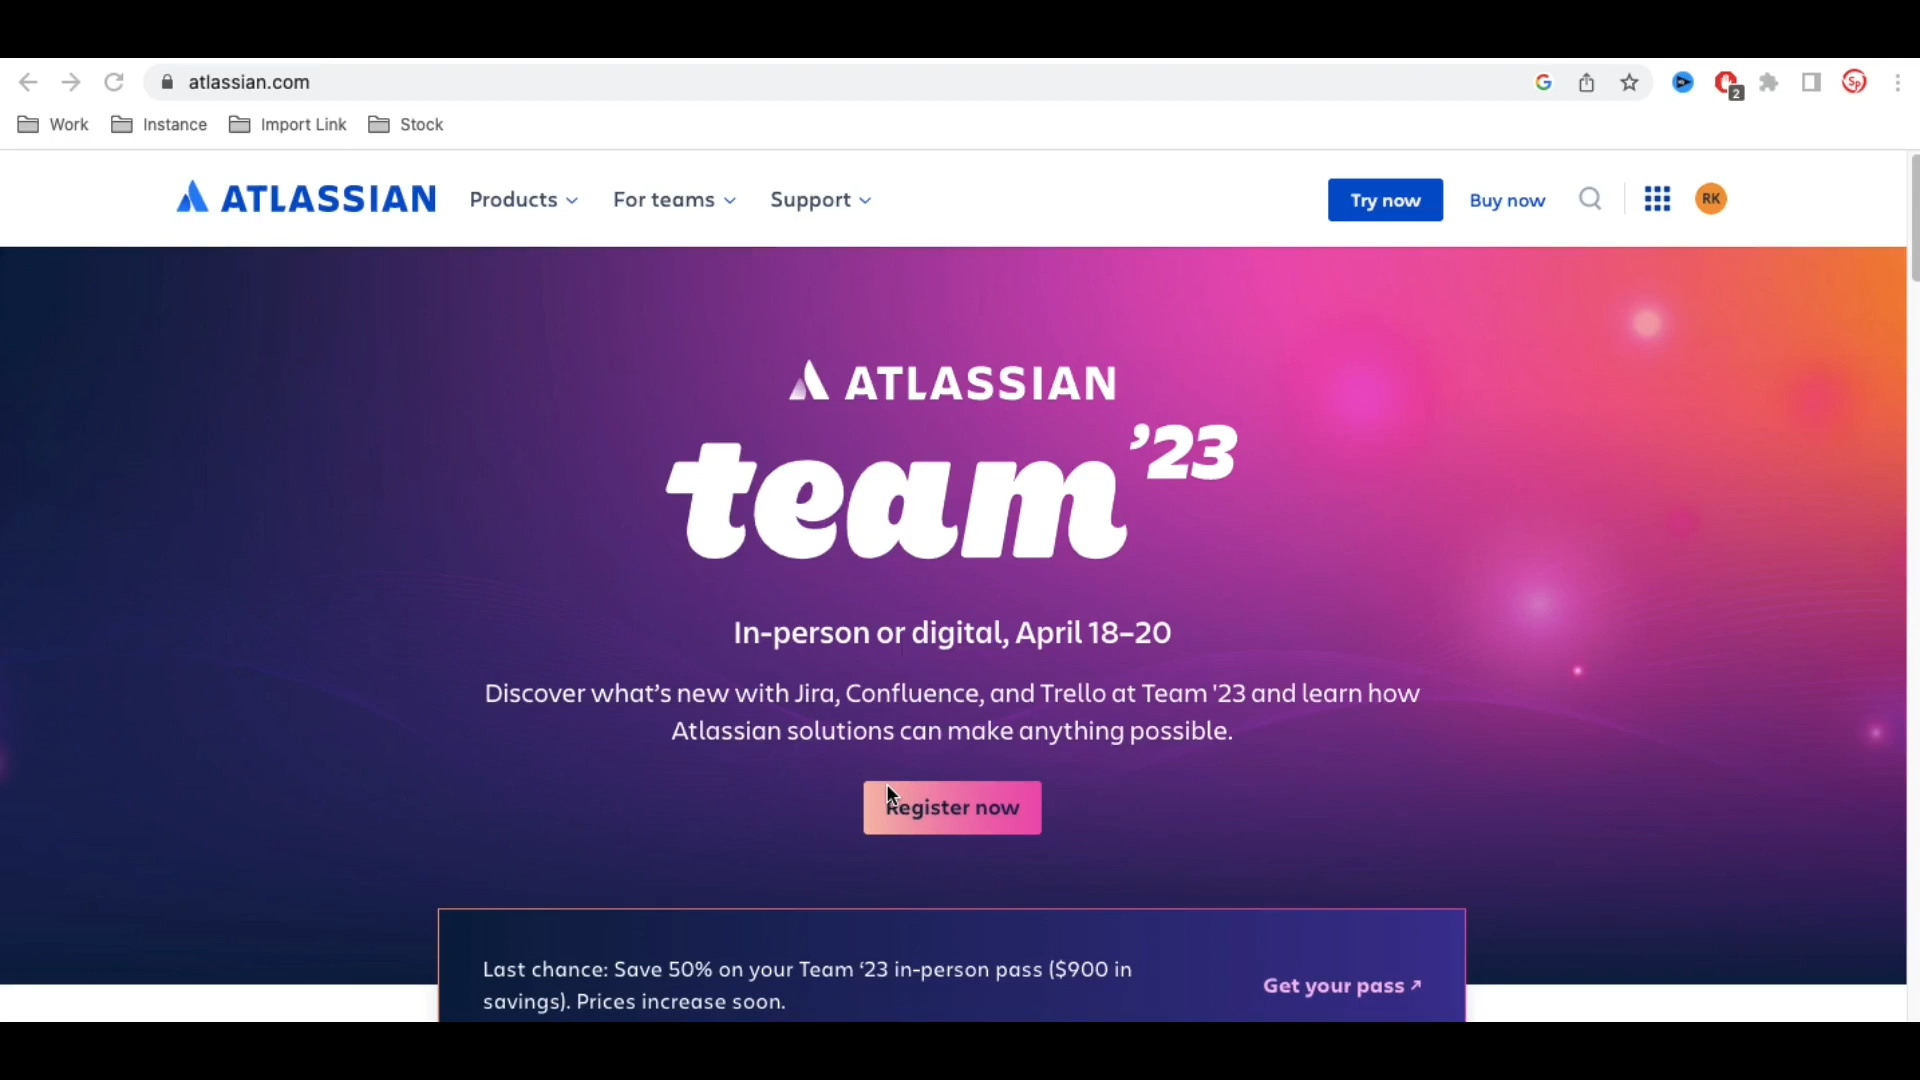 atlassian.com
2
Sp
Work Instance Import Link Stock
ATLASSIAN Products For teams Support Try now Buy now RK
ATLASSIAN
team '23
In-person or digital, April 18–20
Discover what's new with Jira, Confluence, and Trello at Team '23 and learn how
Atlassian solutions can make anything possible.
Register now
Last chance: Save 50% on your Team ‘23 in-person pass ($900 in
savings). Prices increase soon.
Get your pass ↗